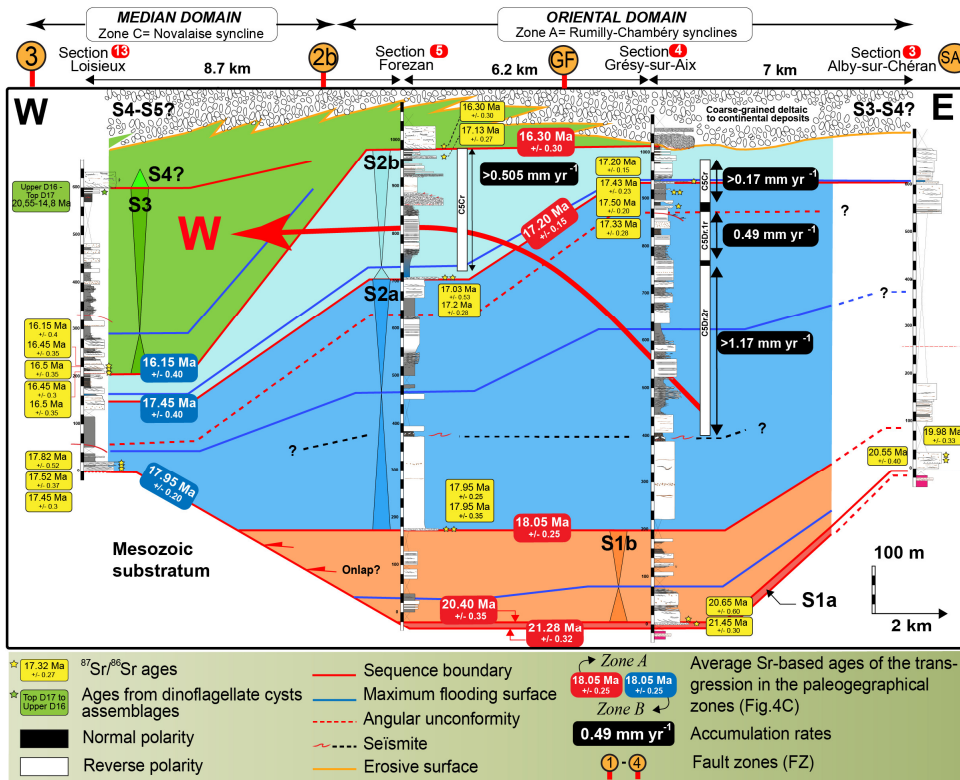 MEDIAN DOMAIN
Zone C= Novalaise syncline
ORIENTAL DOMAIN
Zone A= Rumilly-Chambéry synclines
3
Section 13
Loisieux
8.7 km
2b
Section 5
Forezan
6.2 km
GF
Section 4
Grésy-sur-Aix
7 km
Section 3
Alby-sur-Chéran
SA
W
S4-S5?
Coarse-grained deltaic
to continental deposits
S3-S4?
E
16.30 Ma
+/- 0.30
17.13 Ma
+/- 0.27
16.30 Ma
+/- 0.30
S2b
>0.505 mm yr -1
C5Cr
17.20 Ma
+/- 0.15
17.43 Ma
+/- 0.23
17.50 Ma
+/- 0.20
17.33 Ma
+/- 0.28
C5Cr
>0.17 mm yr -1
C5Dr.1r
0.49 mm yr -1
?
C5Dr.2r
>1.17 mm yr -1
?
Upper D16 -
Top D17
20,55-14,8 Ma
S4?
S3
W
17.20 Ma
+/- 0.15
S2a
17.03 Ma
+/- 0.53
17.2 Ma
+/- 0.28
16.15 Ma
+/- 0.4
16.45 Ma
+/- 0.35
16.5 Ma
+/- 0.35
16.45 Ma
+/- 0.3
16.5 Ma
+/- 0.35
16.15 Ma
+/- 0.40
17.45 Ma
+/- 0.40
?
?
19.98 Ma
+/- 0.33
20.55 Ma
+/- 0.40
17.82 Ma
+/- 0.52
17.52 Ma
+/- 0.37
17.45 Ma
+/- 0.3
17.95 Ma
+/- 0.20
17.95 Ma
+/- 0.25
17.95 Ma
+/- 0.35
18.05 Ma
+/- 0.25
S1b
Mesozoic
substratum
Onlap?
20.40 Ma
+/- 0.35
21.28 Ma
+/- 0.32
20.65 Ma
+/- 0.60
21.45 Ma
+/- 0.30
S1a
100 m
2 km
17.32 Ma
+/- 0.27
87Sr/86Sr ages
Top D17 to
Upper D16
Ages from dinoflagellate cysts
assemblages
Normal polarity
Reverse polarity
Sequence boundary
Maximum flooding surface
Angular unconformity
Seïsmite
Erosive surface
Zone A
18.05 Ma
+/- 0.25
18.05 Ma
+/- 0.25
Zone B
Average Sr-based ages of the trans-
gression in the paleogegraphical
zones (Fig.4C)
0.49 mm yr -1
Accumulation rates
1 - 4
Fault zones (FZ)